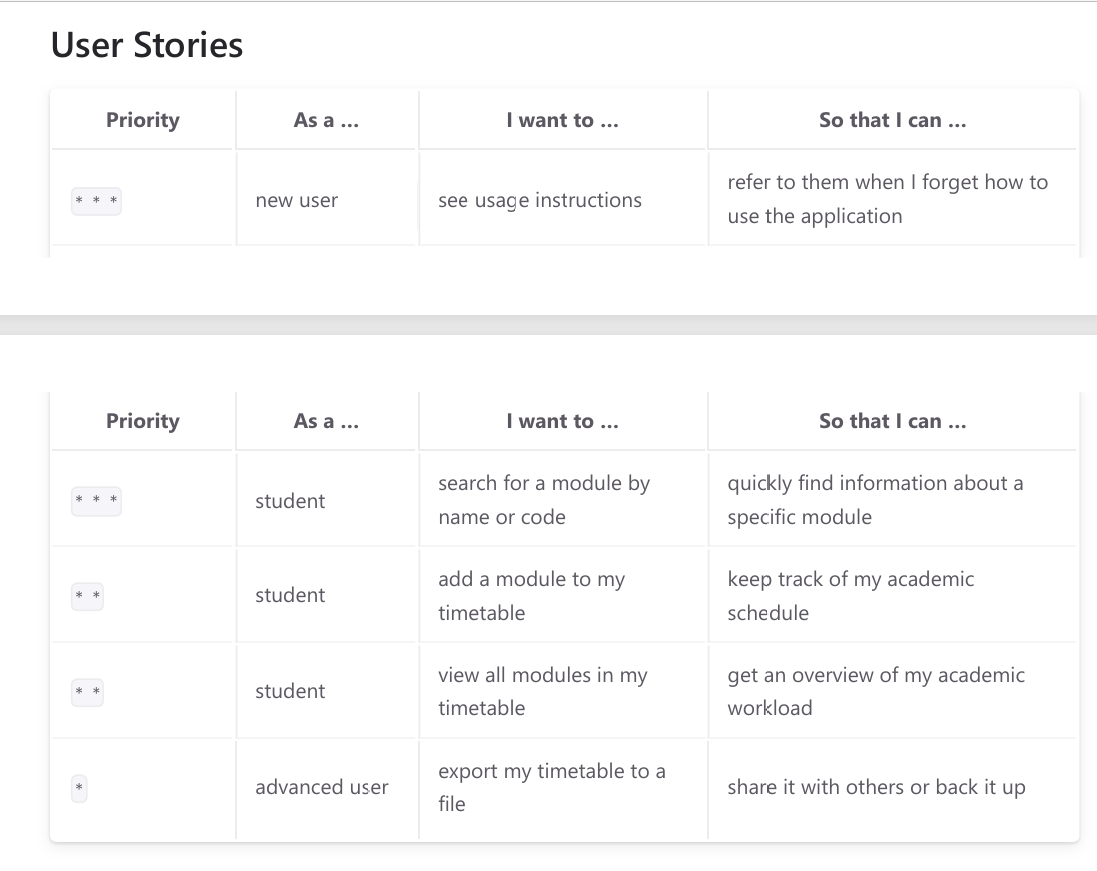 User Stories
Priority
As a ...
I want to ...
So that I can ...
* * *
new user
see usage instructions
refer to them when I forget how to
use the application
Priority
As a ...
I want to ...
So that I can ...
* * *
student
search for a module by
name or code
quickly find information about a
specific module
* *
student
add a module to my
timetable
keep track of my academic
schedule
* *
student
view all modules in my
timetable
get an overview of my academic
workload
*
advanced user
export my timetable to a
file
share it with others or back it up